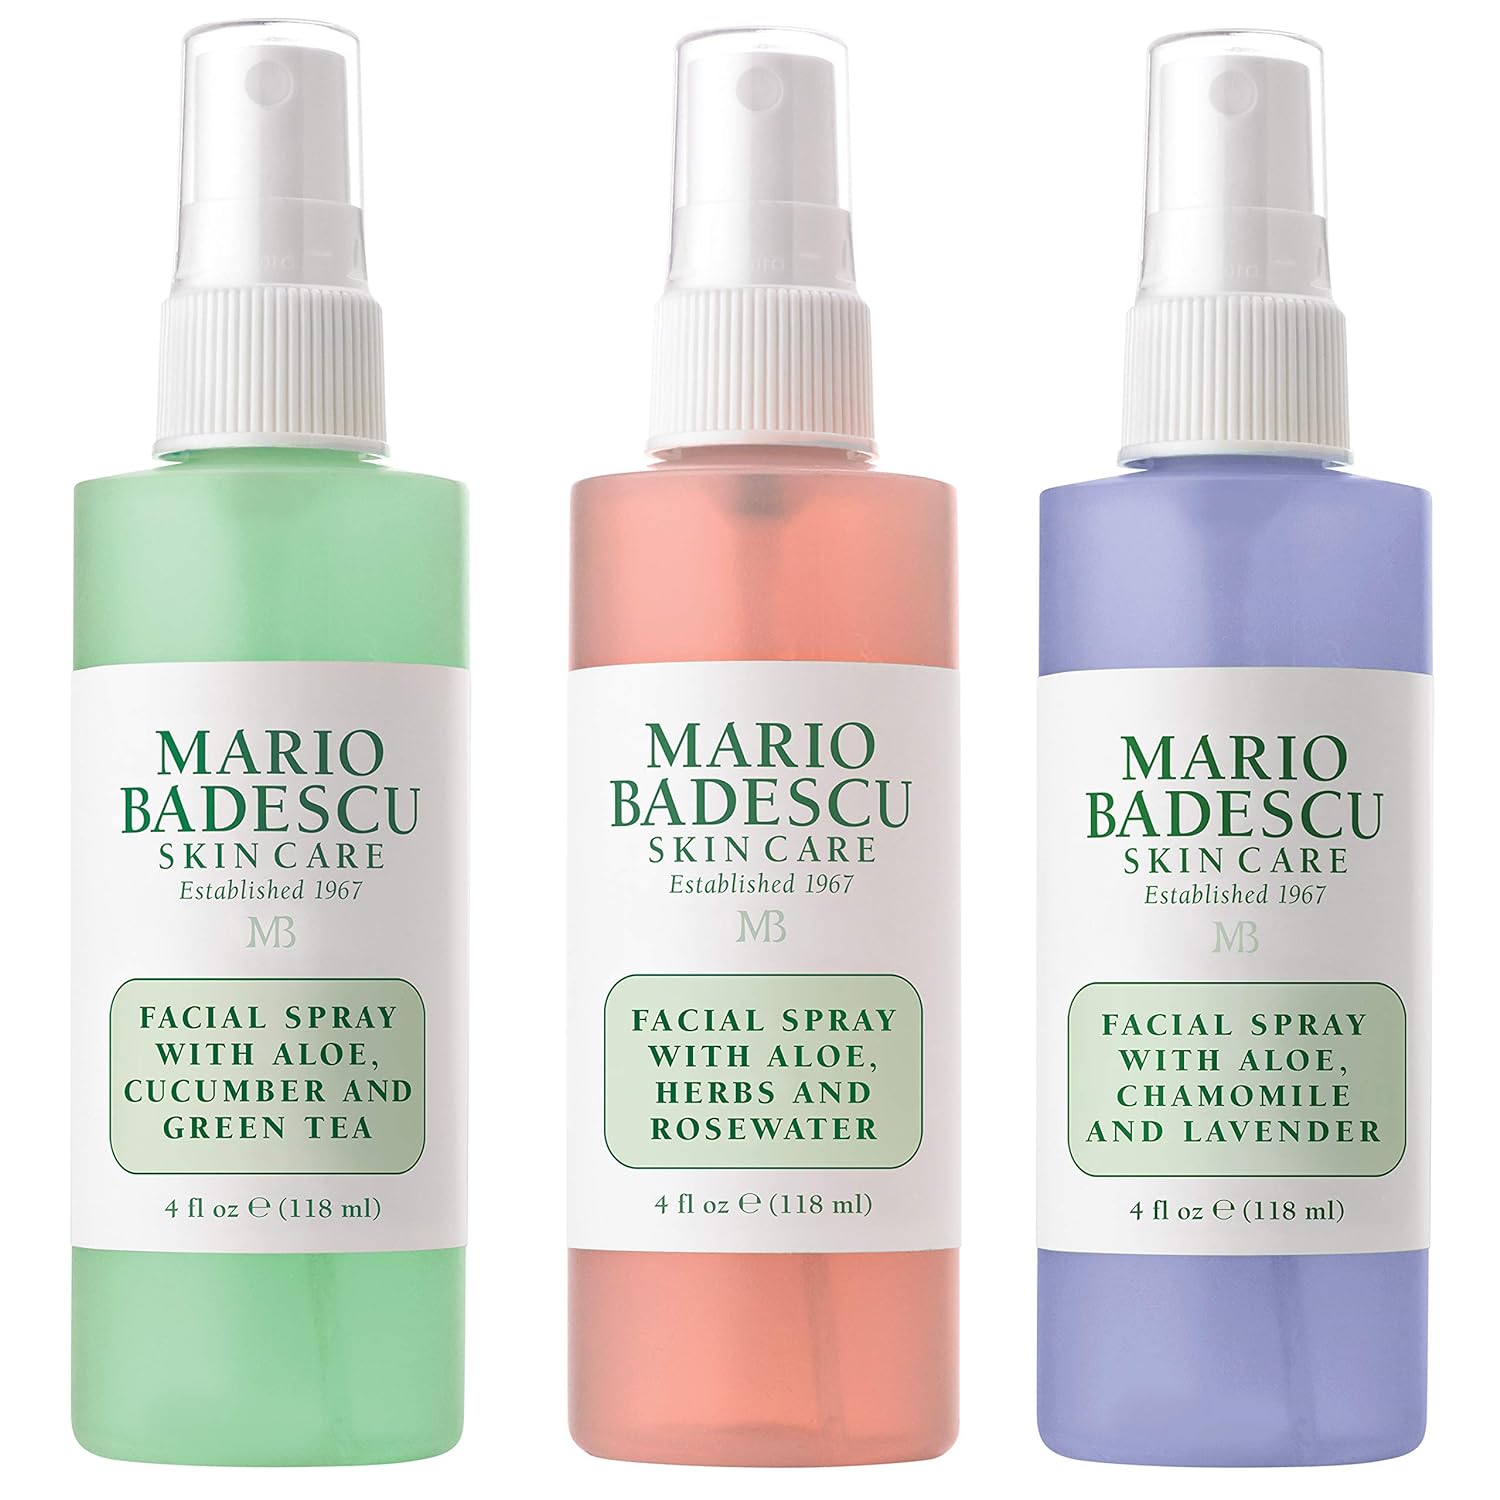 MARIO
BADESCU
SKIN CARE
Established 1967
MB
FACIAL SPRAY
WITH ALOE,
CUCUMBER AND
GREEN TEA
4 fl oz ℮ (118 ml)
MARIO
BADESCU
SKIN CARE
Established 1967
MB
FACIAL SPRAY
WITH ALOE,
HERBS AND
ROSEWATER
4 fl oz ℮ (118 ml)
MARIO
BADESCU
SKIN CARE
Established 1967
MB
FACIAL SPRAY
WITH ALOE,
CHAMOMILE
AND LAVENDER
4 fl oz ℮ (118 ml)